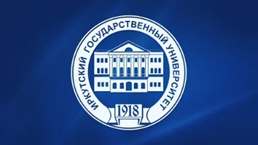 ИРКУТСКИЙ ГОСУДАРСТВЕННЫЙ УНИВЕРСИТЕТ
1918